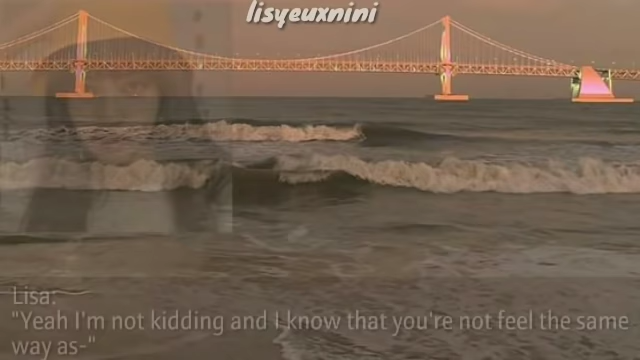 lisyeuxnini
Lisa:
"Yeah I'm not kidding and I know that you're not feel the same
way as-"